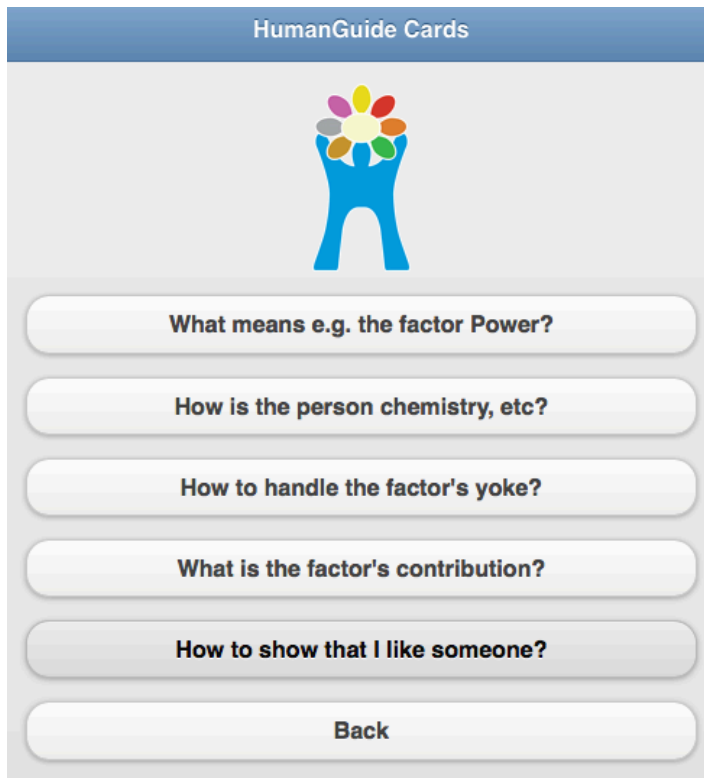 HumanGuide Cards
What means e.g. the factor Power?
How is the person chemistry, etc?
How to handle the factor's yoke?
What is the factor's contribution?
How to show that I like someone?
Back